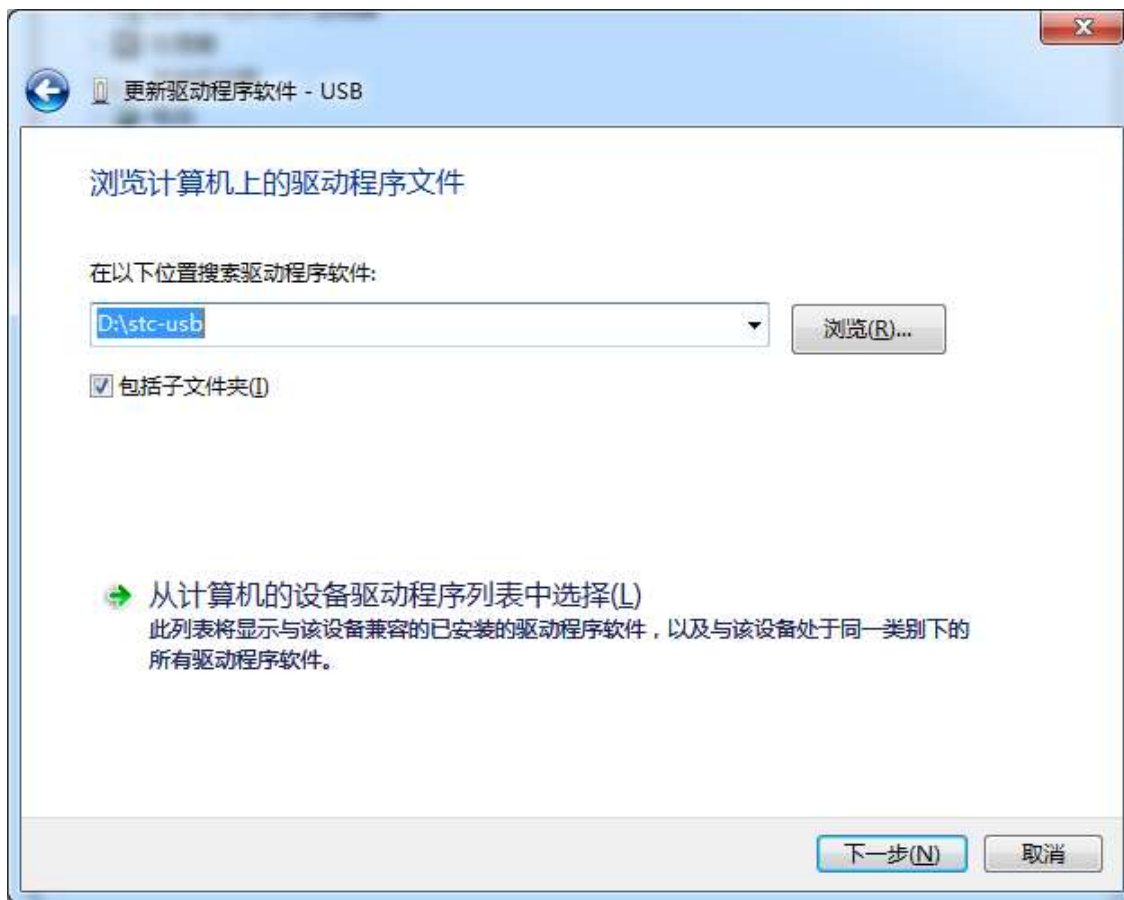 更新驱动程序软件 - USB
浏览计算机上的驱动程序文件
在以下位置搜索驱动程序软件:
D:\stc-usb
浏览(R)...
包括子文件夹(I)
从计算机的设备驱动程序列表中选择(L)
此列表将显示与该设备兼容的已安装的驱动程序软件，以及与该设备处于同一类别下的
所有驱动程序软件。
下一步(N)
取消